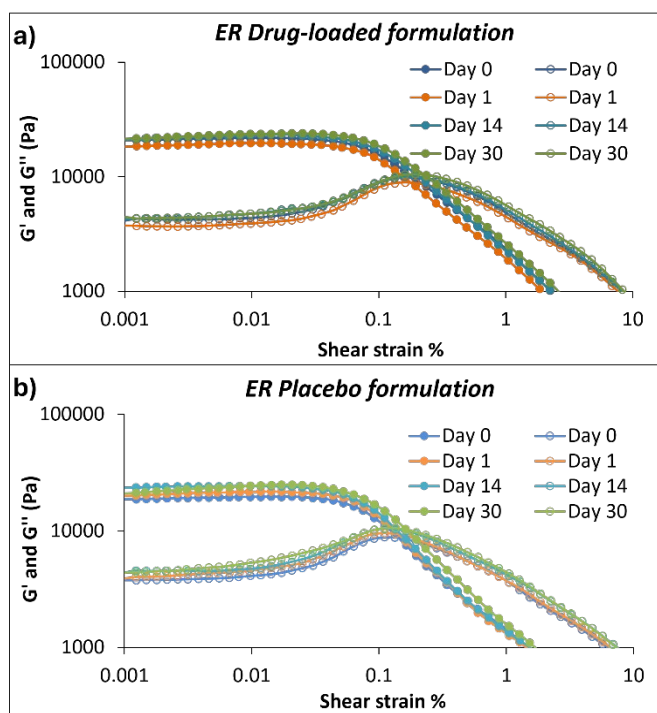 a) ER Drug-loaded formulation
100000
10000
1000
G' and G'' (Pa)
Day 0 Day 0
Day 1 Day 1
Day 14 Day 14
Day 30 Day 30
0.001 0.01 0.1 1 10
Shear strain %
b) ER Placebo formulation
100000
10000
1000
G' and G'' (Pa)
Day 0 Day 0
Day 1 Day 1
Day 14 Day 14
Day 30 Day 30
0.001 0.01 0.1 1 10
Shear strain %